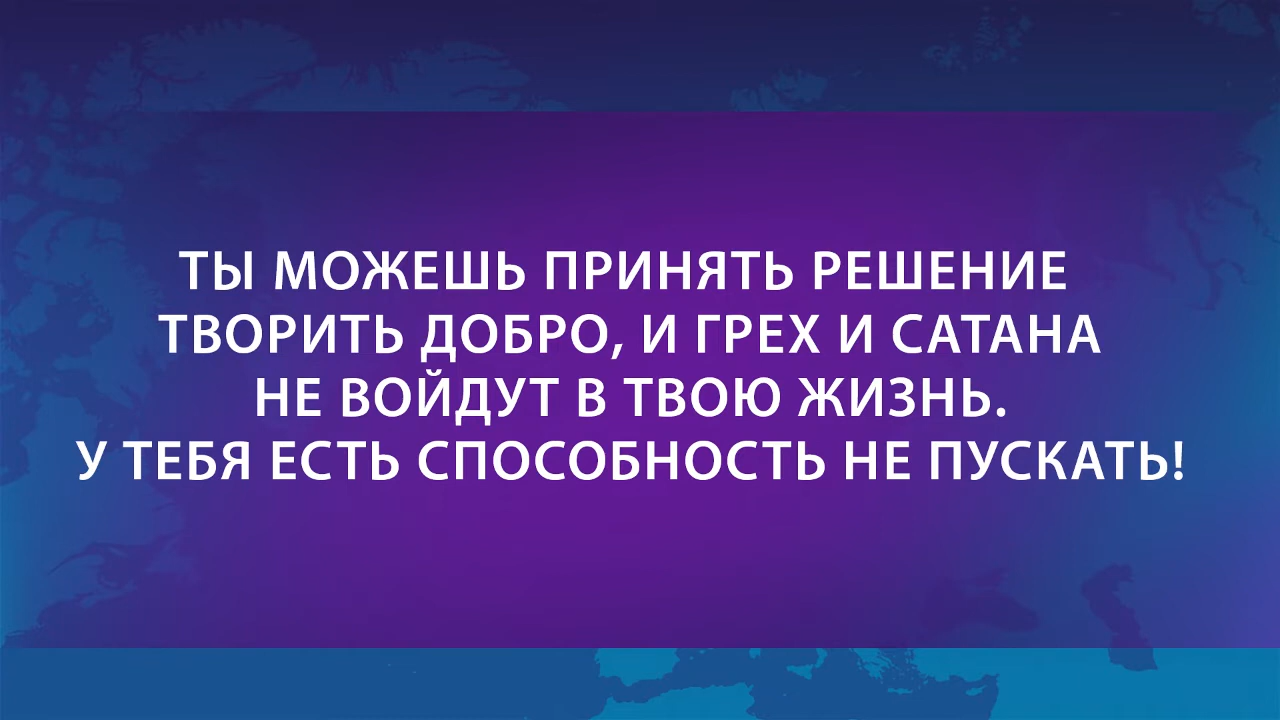 ТЫ МОЖЕШЬ ПРИНЯТЬ РЕШЕНИЕ
ТВОРИТЬ ДОБРО, И ГРЕХ И САТАНА
НЕ ВОЙДУТ В ТВОЮ ЖИЗНЬ.
У ТЕБЯ ЕСТЬ СПОСОБНОСТЬ НЕ ПУСКАТЬ!